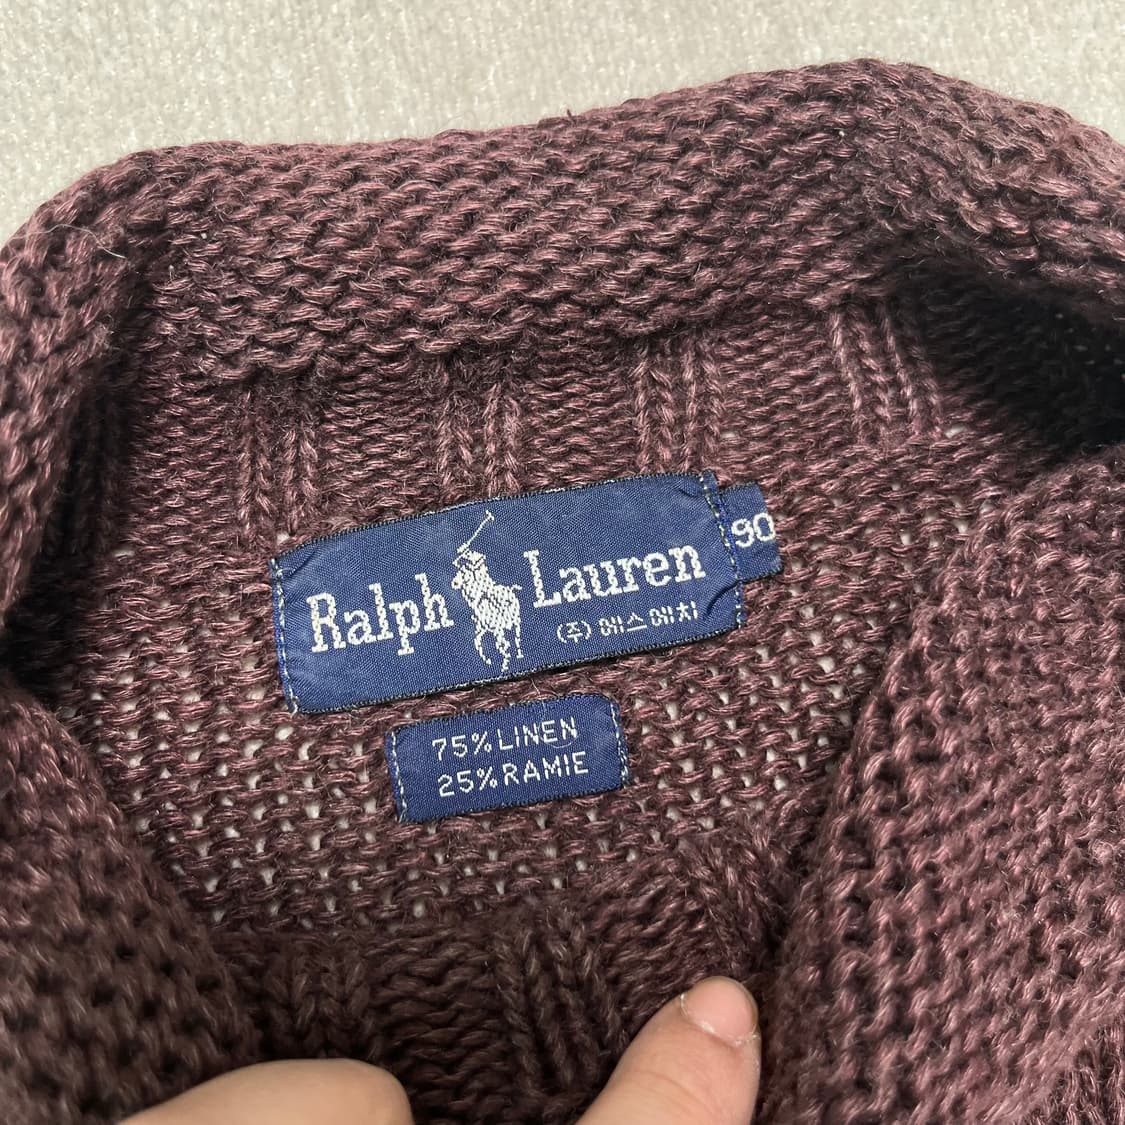 Ralph Lauren
(주) 에스에치
90
75% LINEN
25% RAMIE